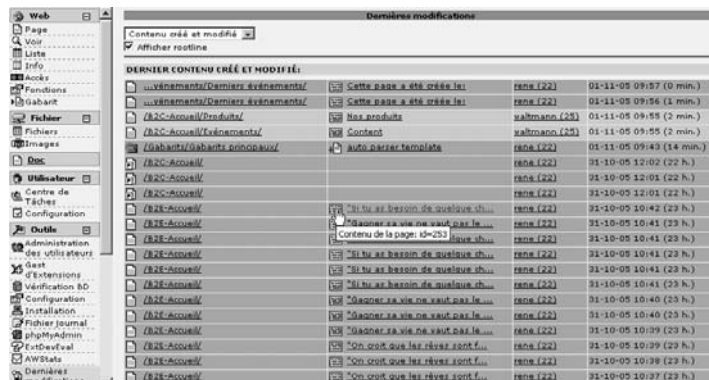 Web
Page
Voir
Liste
Info
Accès
Fonctions
Gabarit
Fichier
Fichiers
Images
Doc
Utilisateur
Centre de
Tâches
Configuration
Outils
Administration
des utilisateurs
Gest
d'Extensions
Vérification BD
Configuration
Installation
Fichier journal
phpMyAdmin
ExtDevEval
AWStats
Dernières
modifications
Dernières modifications
Contenu créé et modifié
Afficher rootline
DERNIER CONTENU CRÉÉ ET MODIFIÉ:
...vénements/Derniers événements/ Cette page a été créée le: rene (22) 01-11-05 09:57 (0 min.)
...vénements/Derniers événements/ Cette page a été créée le: rene (22) 01-11-05 09:56 (1 min.)
/B2C-Accueil/Produits/ Nos produits valtmann (25) 01-11-05 09:55 (2 min.)
/B2C-Accueil/Evénements/ Content valtmann (25) 01-11-05 09:55 (2 min.)
/Gabarits/Gabarits principaux/ auto parser template rene (22) 01-11-05 09:43 (14 min.)
/B2C-Accueil/ rene (22) 31-10-05 12:02 (22 h.)
/B2C-Accueil/ rene (22) 31-10-05 12:01 (22 h.)
/B2C-Accueil/ rene (22) 31-10-05 12:01 (22 h.)
/B2E-Accueil/ "Si tu as besoin de quelque ch... rene (22) 31-10-05 10:42 (23 h.)
/B2E-Accueil/ "Gagner sa vie ne vaut pas le ... rene (22) 31-10-05 10:41 (23 h.)
Contenu de la page: id=253
/B2E-Accueil/ quelque ch... rene (22) 31-10-05 10:41 (23 h.)
/B2E-Accueil/ "Si tu as besoin de quelque ch... rene (22) 31-10-05 10:41 (23 h.)
/B2E-Accueil/ "Si tu as besoin de quelque ch... rene (22) 31-10-05 10:41 (23 h.)
/B2E-Accueil/ "Si tu as besoin de quelque ch... rene (22) 31-10-05 10:41 (23 h.)
/B2E-Accueil/ "Gagner sa vie ne vaut pas le ... rene (22) 31-10-05 10:40 (23 h.)
/B2E-Accueil/ "Gagner sa vie ne vaut pas le ... rene (22) 31-10-05 10:40 (23 h.)
/B2E-Accueil/ "Gagner sa vie ne vaut pas le ... rene (22) 31-10-05 10:39 (23 h.)
/B2E-Accueil/ "On croit que les rêves sont f... rene (22) 31-10-05 10:39 (23 h.)
/B2E-Accueil/ "On croit que les rêves sont f... rene (22) 31-10-05 10:38 (23 h.)
/B2E-Accueil/ "On croit que les rêves sont f... rene (22) 31-10-05 10:37 (23 h.)